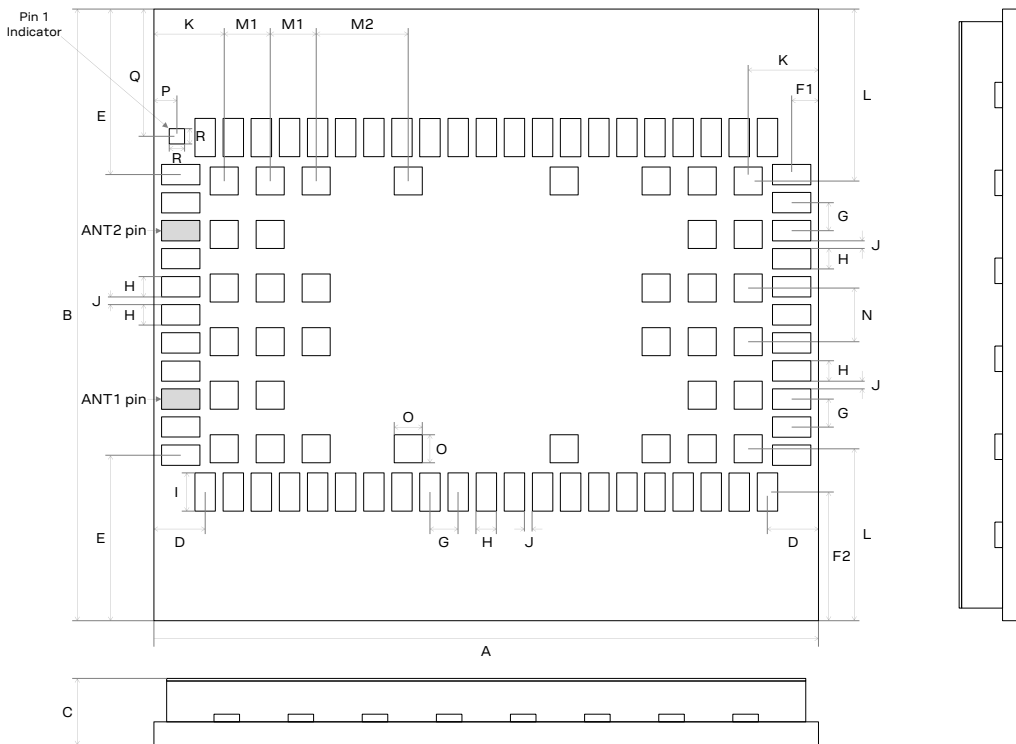 Pin 1
Indicator
K M1 M1 M2
K
Q
P
F1
E
L
R
R
ANT2 pin
G
J
H
H
J
B
H
N
H
J
ANT1 pin
G
O
O
I
E
D
G
H
J
D
F2
L
A
C